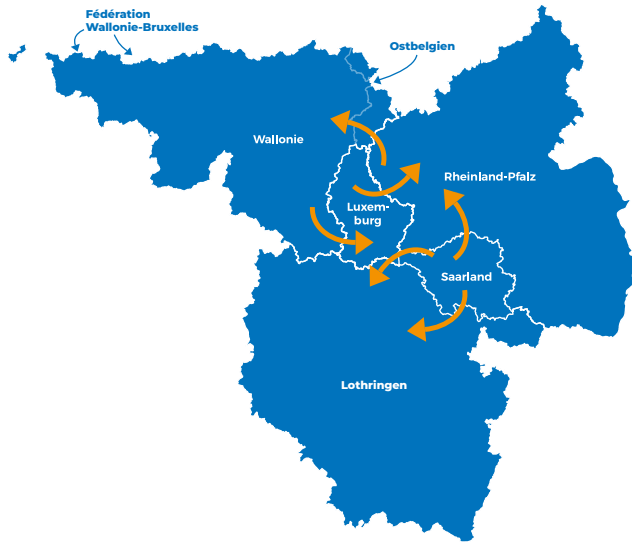 Fédération
Wallonie-Bruxelles
Ostbelgien
Wallonie
Rheinland-Pfalz
Luxem-
burg
Saarland
Lothringen